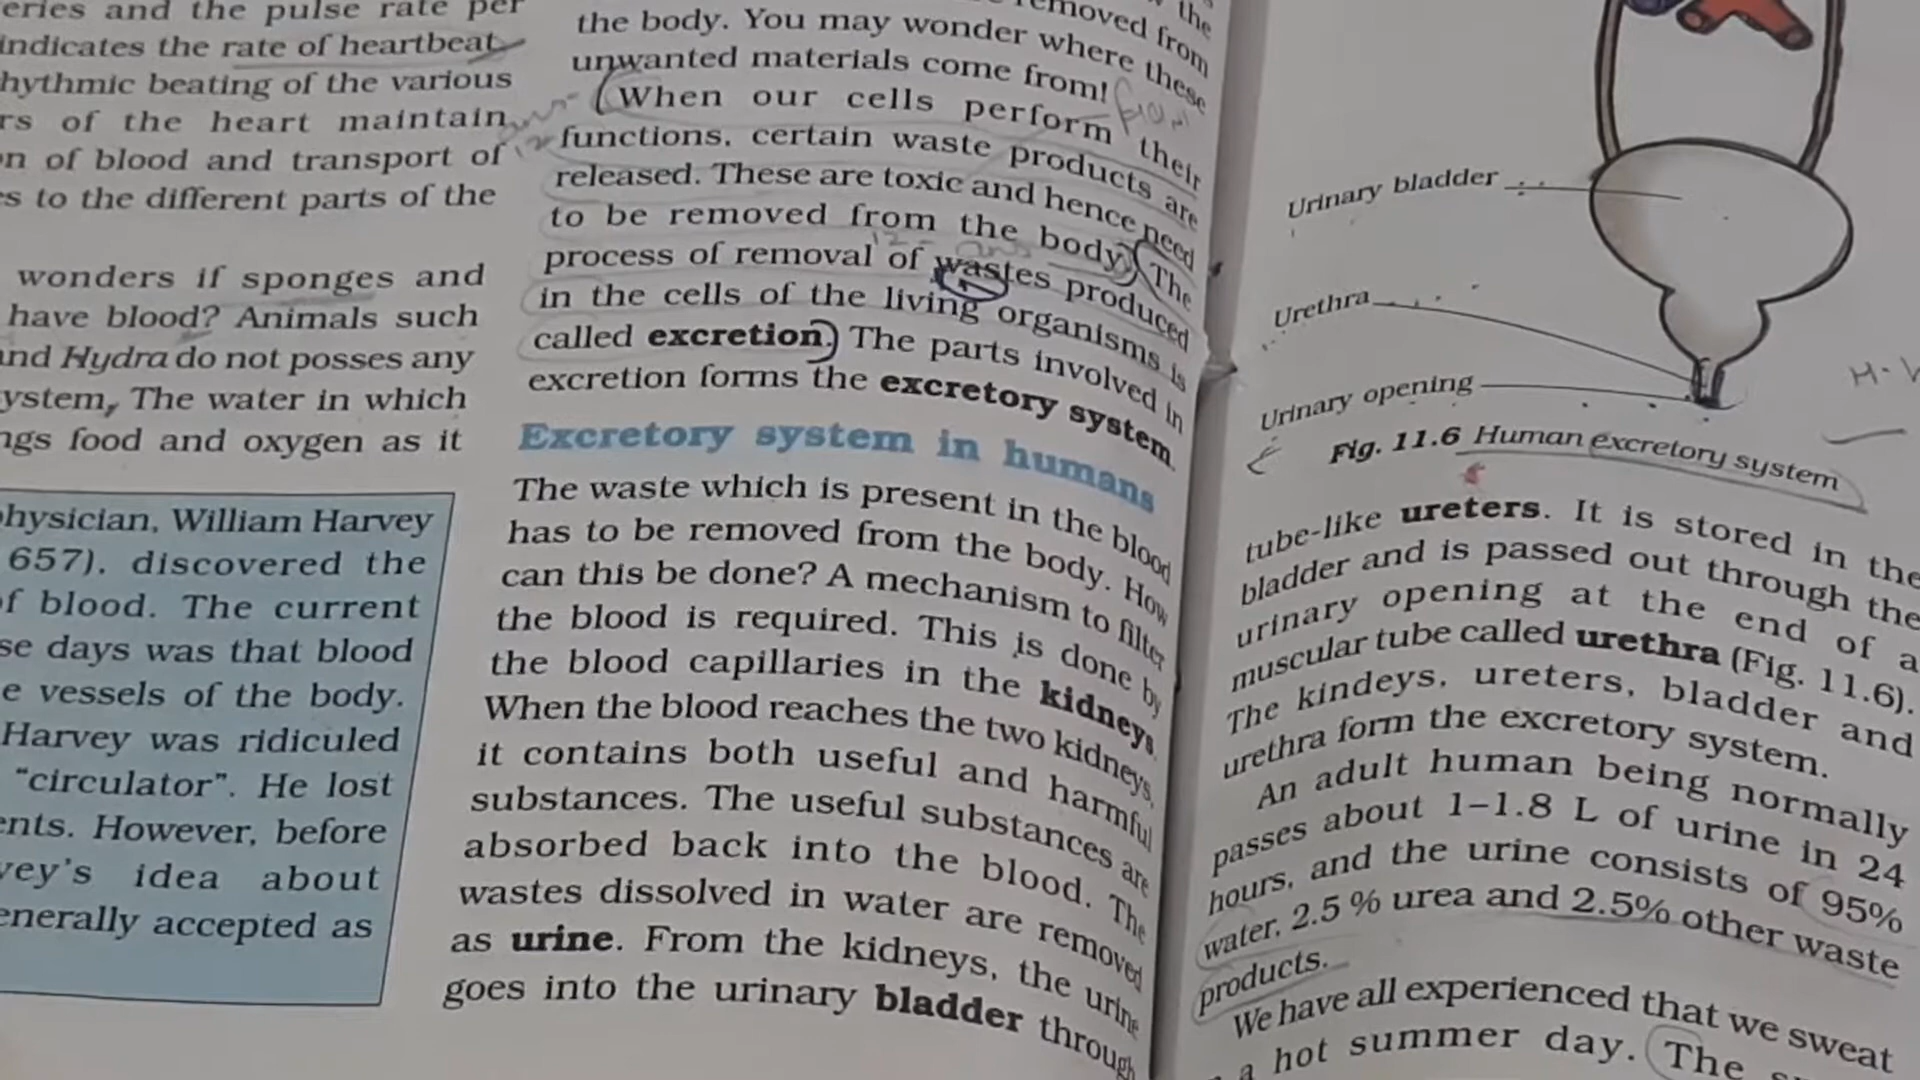 eries and the pulse rate per
indicates the rate of heartbeat
hythmic beating of the various
rs of the heart maintain
on of blood and transport of
es to the different parts of the
wonders if sponges and
have blood? Animals such
and Hydra do not posses any
ystem, The water in which
ngs food and oxygen as it
physician, William Harvey
657), discovered the
of blood. The current
se days was that blood
e vessels of the body.
Harvey was ridiculed
"circulator". He lost
ents. However, before
vey's idea about
enerally accepted as
the
removed from
the body. You may wonder where these
unwanted materials come from!
When our cells perform their
functions, certain waste products are
released. These are toxic and hence need
to be removed from the body. The
process of removal of wastes produced
in the cells of the living organisms is
called excretion. The parts involved in
excretion forms the excretory system.
Excretory system in humans
The waste which is present in the blood
has to be removed from the body. How
can this be done? A mechanism to filter
the blood is required. This is done by
the blood capillaries in the kidneys.
When the blood reaches the two kidneys,
it contains both useful and harmful
substances. The useful substances are
absorbed back into the blood. The
wastes dissolved in water are removed
as urine. From the kidneys, the urine
goes into the urinary bladder through
Urinary bladder
Urethra
Urinary opening
Fig. 11.6 Human excretory system
tube-like ureters. It is stored in the
bladder and is passed out through the
urinary opening at the end of a
muscular tube called urethra (Fig. 11.6).
The kindeys, ureters, bladder and
urethra form the excretory system.
An adult human being normally
passes about 1–1.8 L of urine in 24
hours, and the urine consists of 95%
water, 2.5 % urea and 2.5% other waste
products.
We have all experienced that we sweat
a hot summer day. The